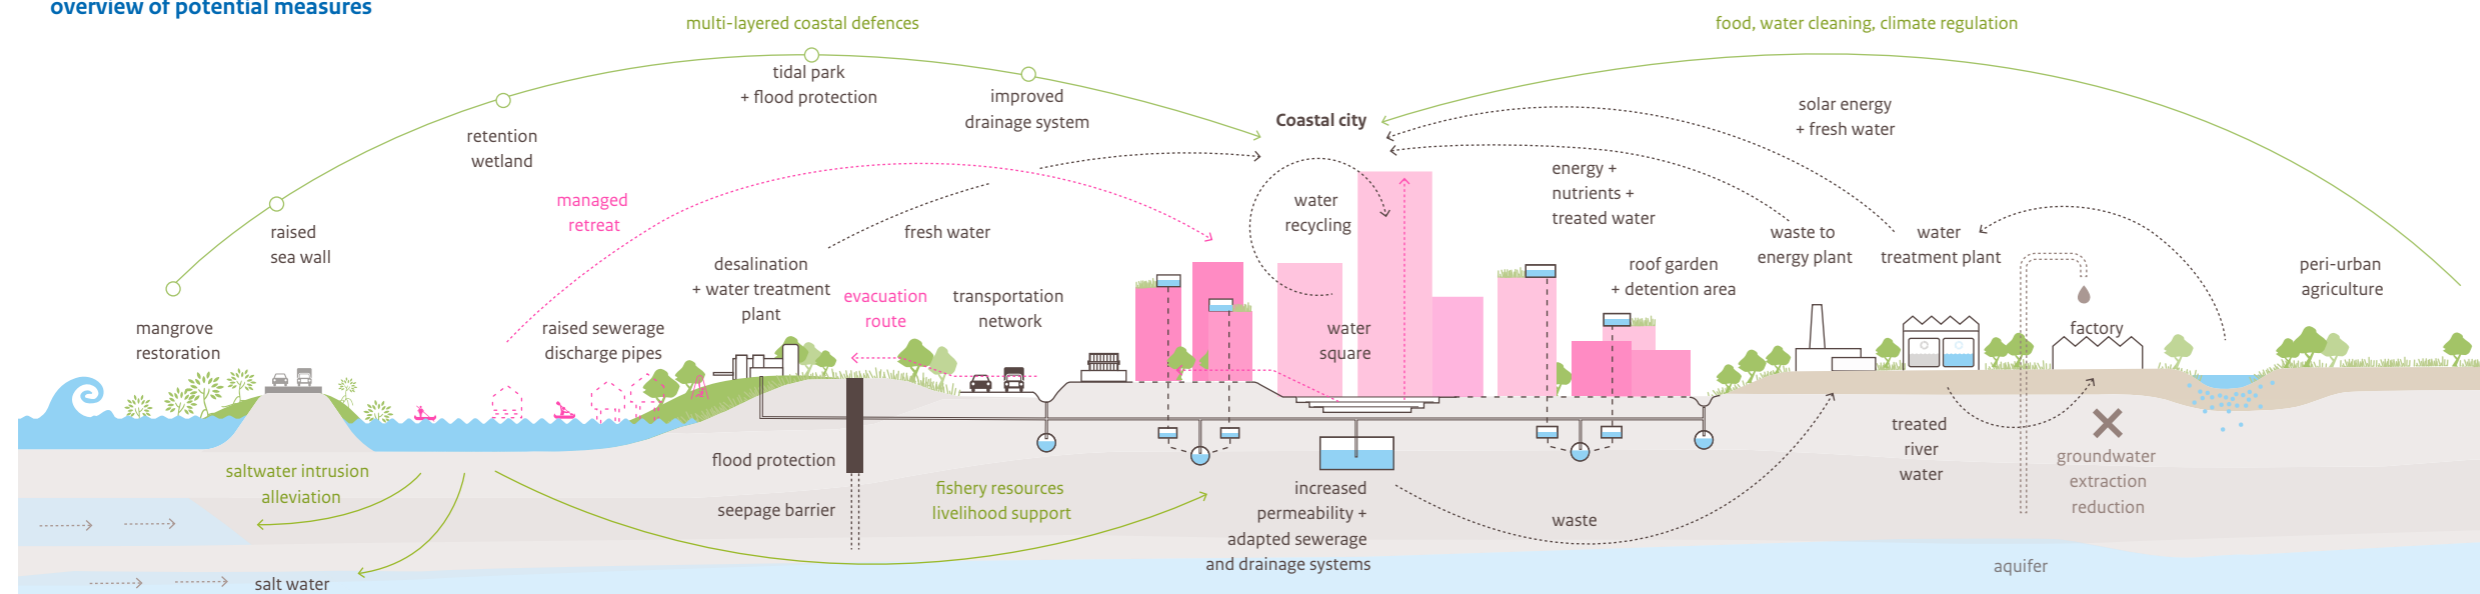 overview of potential measures
multi-layered coastal defences
food, water cleaning, climate regulation
tidal park
+ flood protection
improved
drainage system
retention
wetland
raised
sea wall
mangrove
restoration
managed
retreat
raised sewerage
discharge pipes
desalination
+ water treatment
plant
fresh water
evacuation
route
transportation
network
Coastal city
water
recycling
water
square
solar energy
+ fresh water
energy +
nutrients +
treated water
roof garden
+ detention area
waste to
energy plant
water
treatment plant
factory
peri-urban
agriculture
saltwater intrusion
alleviation
salt water
flood protection
seepage barrier
fishery resources
livelihood support
increased
permeability +
adapted sewerage
and drainage systems
waste
treated
river
water
groundwater
extraction
reduction
aquifer